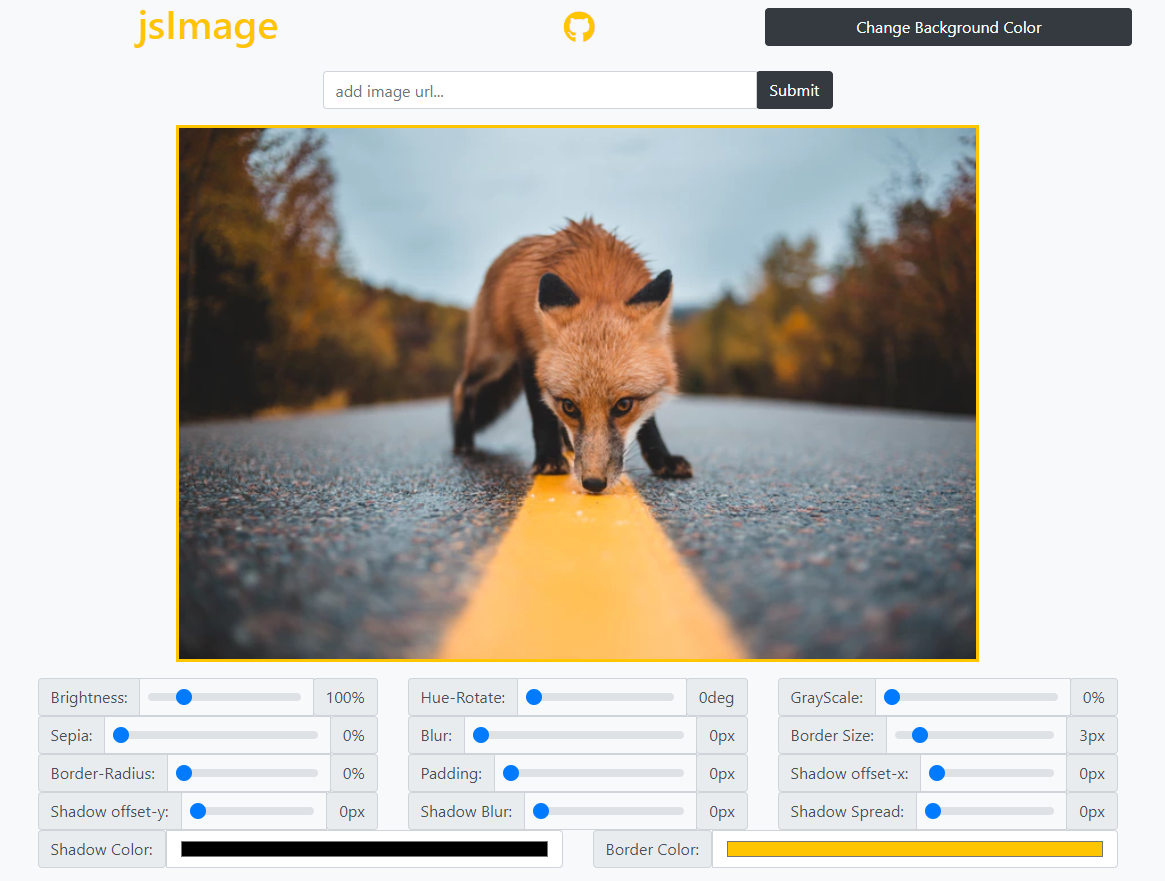 jsImage
Change Background Color
add image url...
Submit
Brightness: 100% Hue-Rotate: 0deg GrayScale: 0%
Sepia: 0% Blur: 0px Border Size: 3px
Border-Radius: 0% Padding: 0px Shadow offset-x: 0px
Shadow offset-y: 0px Shadow Blur: 0px Shadow Spread: 0px
Shadow Color: Border Color: